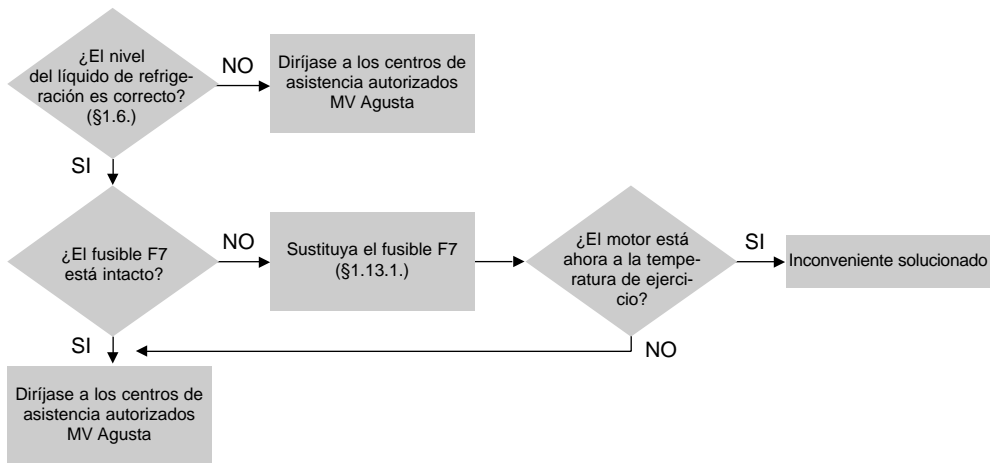 ¿El nivel
del líquido de refrige-
ración es correcto?
(§1.6.)
NO
Diríjase a los centros de
asistencia autorizados
MV Agusta
SI
¿El fusible F7
está intacto?
NO
Sustituya el fusible F7
(§1.13.1.)
¿El motor está
ahora a la tempe-
ratura de ejerci-
cio?
SI
Inconveniente solucionado
SI
NO
Diríjase a los centros de
asistencia autorizados
MV Agusta